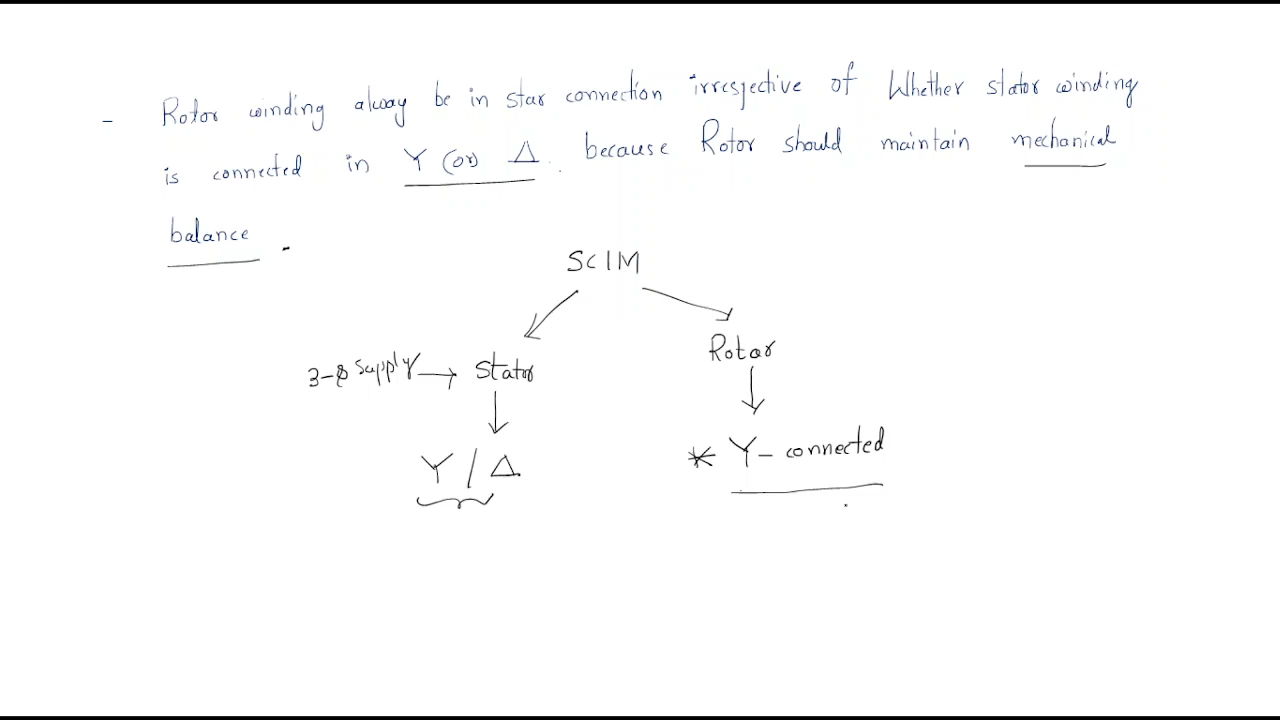 - Rotor winding alway be in star connection irrespective of Whether stator winding
is connected in Y (or) Δ. because Rotor should maintain mechanical
balance.
SCIM
Rotor
3-ϕ supply → Stator
* Y- connected
Y / Δ